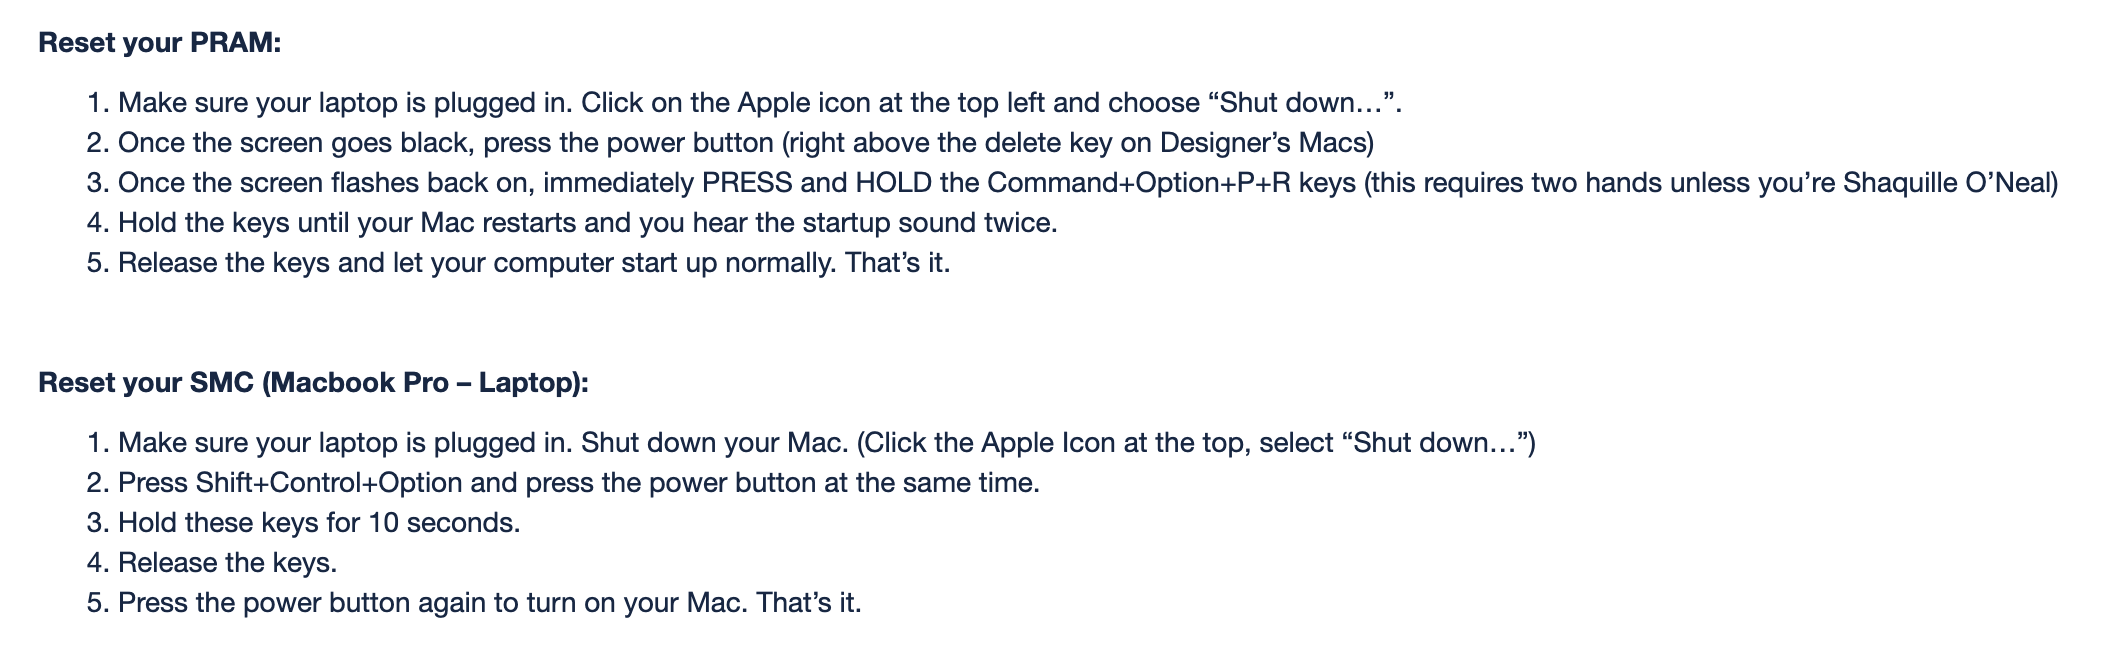 Reset your PRAM:
1. Make sure your laptop is plugged in. Click on the Apple icon at the top left and choose “Shut down…”.
2. Once the screen goes black, press the power button (right above the delete key on Designer’s Macs)
3. Once the screen flashes back on, immediately PRESS and HOLD the Command+Option+P+R keys (this requires two hands unless you’re Shaquille O’Neal)
4. Hold the keys until your Mac restarts and you hear the startup sound twice.
5. Release the keys and let your computer start up normally. That’s it.
Reset your SMC (Macbook Pro – Laptop):
1. Make sure your laptop is plugged in. Shut down your Mac. (Click the Apple Icon at the top, select “Shut down…”)
2. Press Shift+Control+Option and press the power button at the same time.
3. Hold these keys for 10 seconds.
4. Release the keys.
5. Press the power button again to turn on your Mac. That’s it.